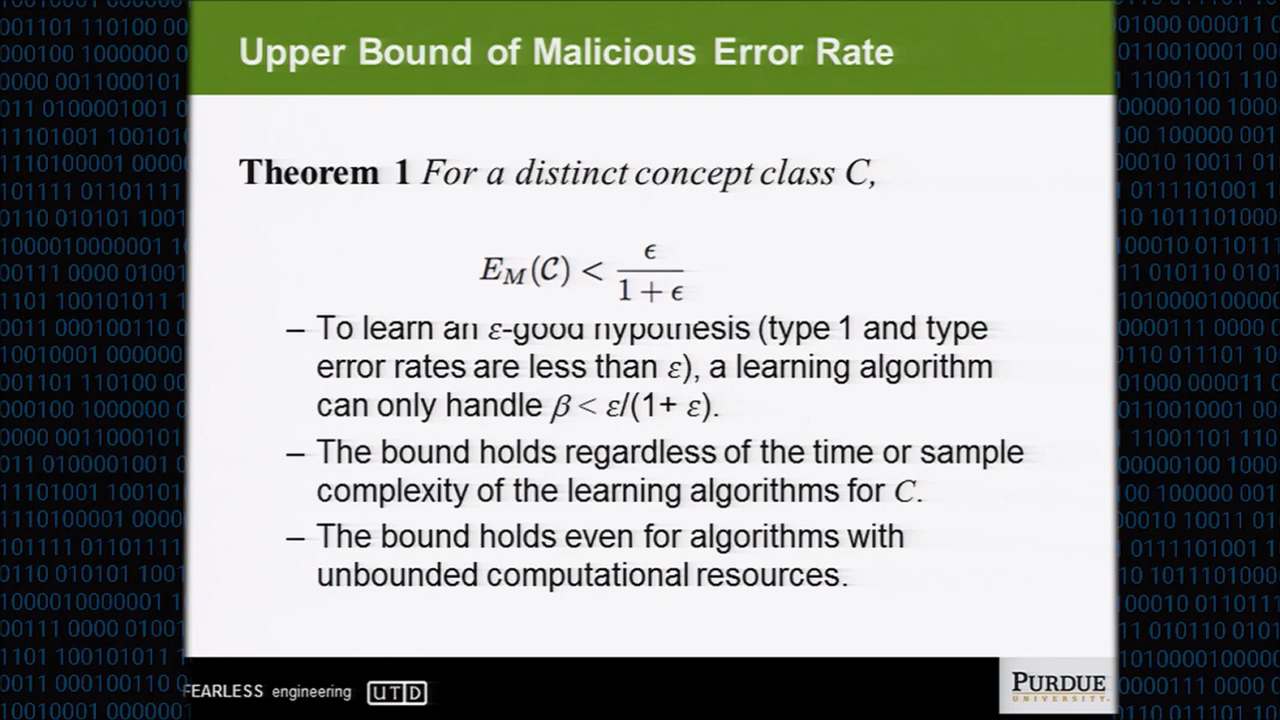 Upper Bound of Malicious Error Rate
Theorem 1 For a distinct concept class C,
E_M(C) < ϵ / (1 + ϵ)
– To learn an ε-good hypothesis (type 1 and type
error rates are less than ε), a learning algorithm
can only handle β < ε/(1+ ε).
– The bound holds regardless of the time or sample
complexity of the learning algorithms for C.
– The bound holds even for algorithms with
unbounded computational resources.
FEARLESS engineering UTD
PURDUE
UNIVERSITY